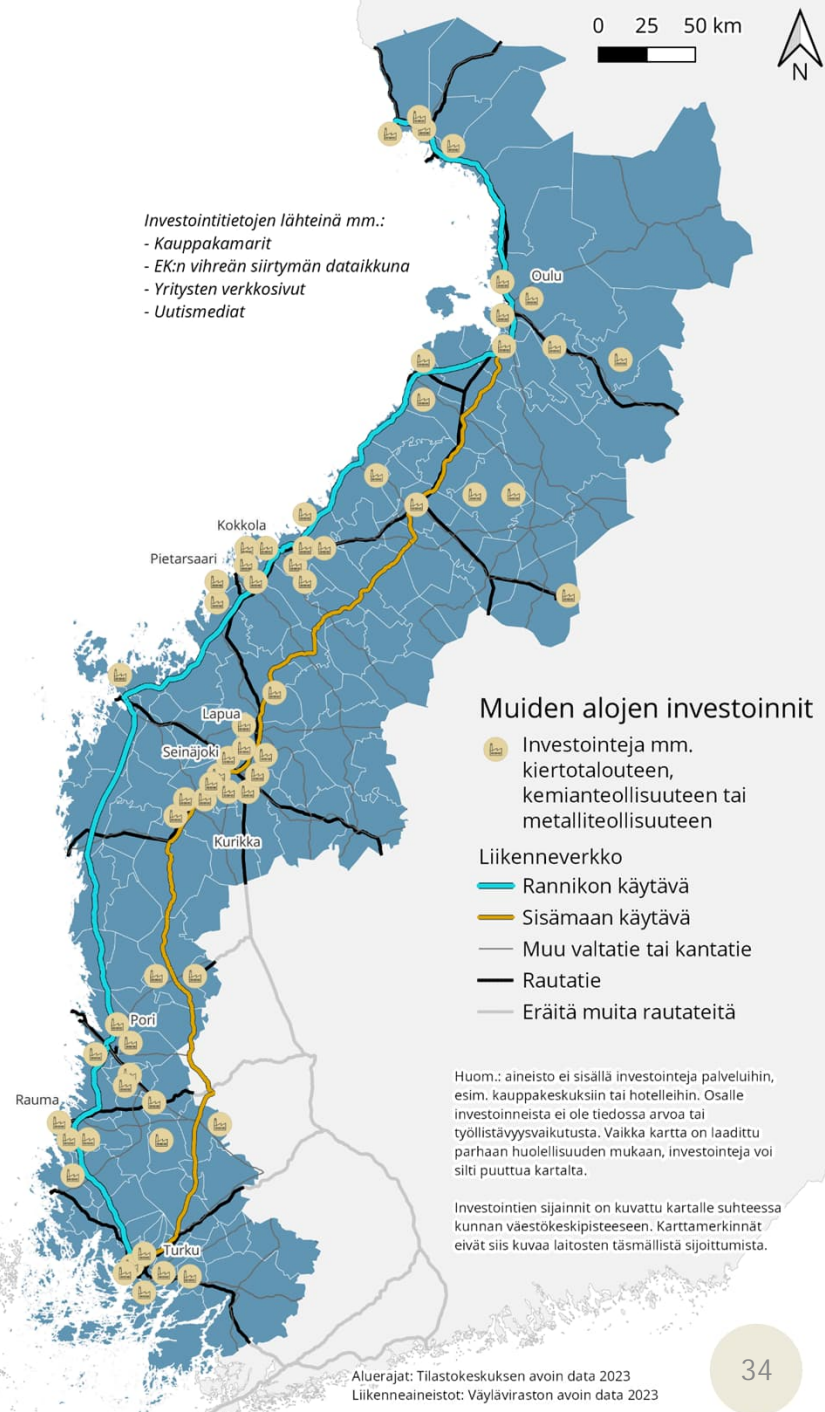 0 25 50 km
N
Investointitietojen lähteinä mm.:
- Kauppakamarit
- EK:n vihreän siirtymän dataikkuna
- Yritysten verkkosivut
- Uutismediat
Oulu
Kokkola
Pietarsaari
Lapua
Seinäjoki
Kurikka
Pori
Rauma
Turku
Muiden alojen investoinnit
Investointeja mm.
kiertotalouteen,
kemianteollisuuteen tai
metalliteollisuuteen
Liikenneverkko
Rannikon käytävä
Sisämaan käytävä
Muu valtatie tai kantatie
Rautatie
Eräitä muita rautateitä
Huom.: aineisto ei sisällä investointeja palveluihin,
esim. kauppakeskuksiin tai hotelleihin. Osalle
investoinneista ei ole tiedossa arvoa tai
työllistävyysvaikutusta. Vaikka kartta on laadittu
parhaan huolellisuuden mukaan, investointeja voi
silti puuttua kartalta.
Investointien sijainnit on kuvattu kartalle suhteessa
kunnan väestökeskipisteeseen. Karttamerkinnät
eivät siis kuvaa laitosten täsmällistä sijoittumista.
Aluerajat: Tilastokeskuksen avoin data 2023
Liikenneaineistot: Väyläviraston avoin data 2023
34